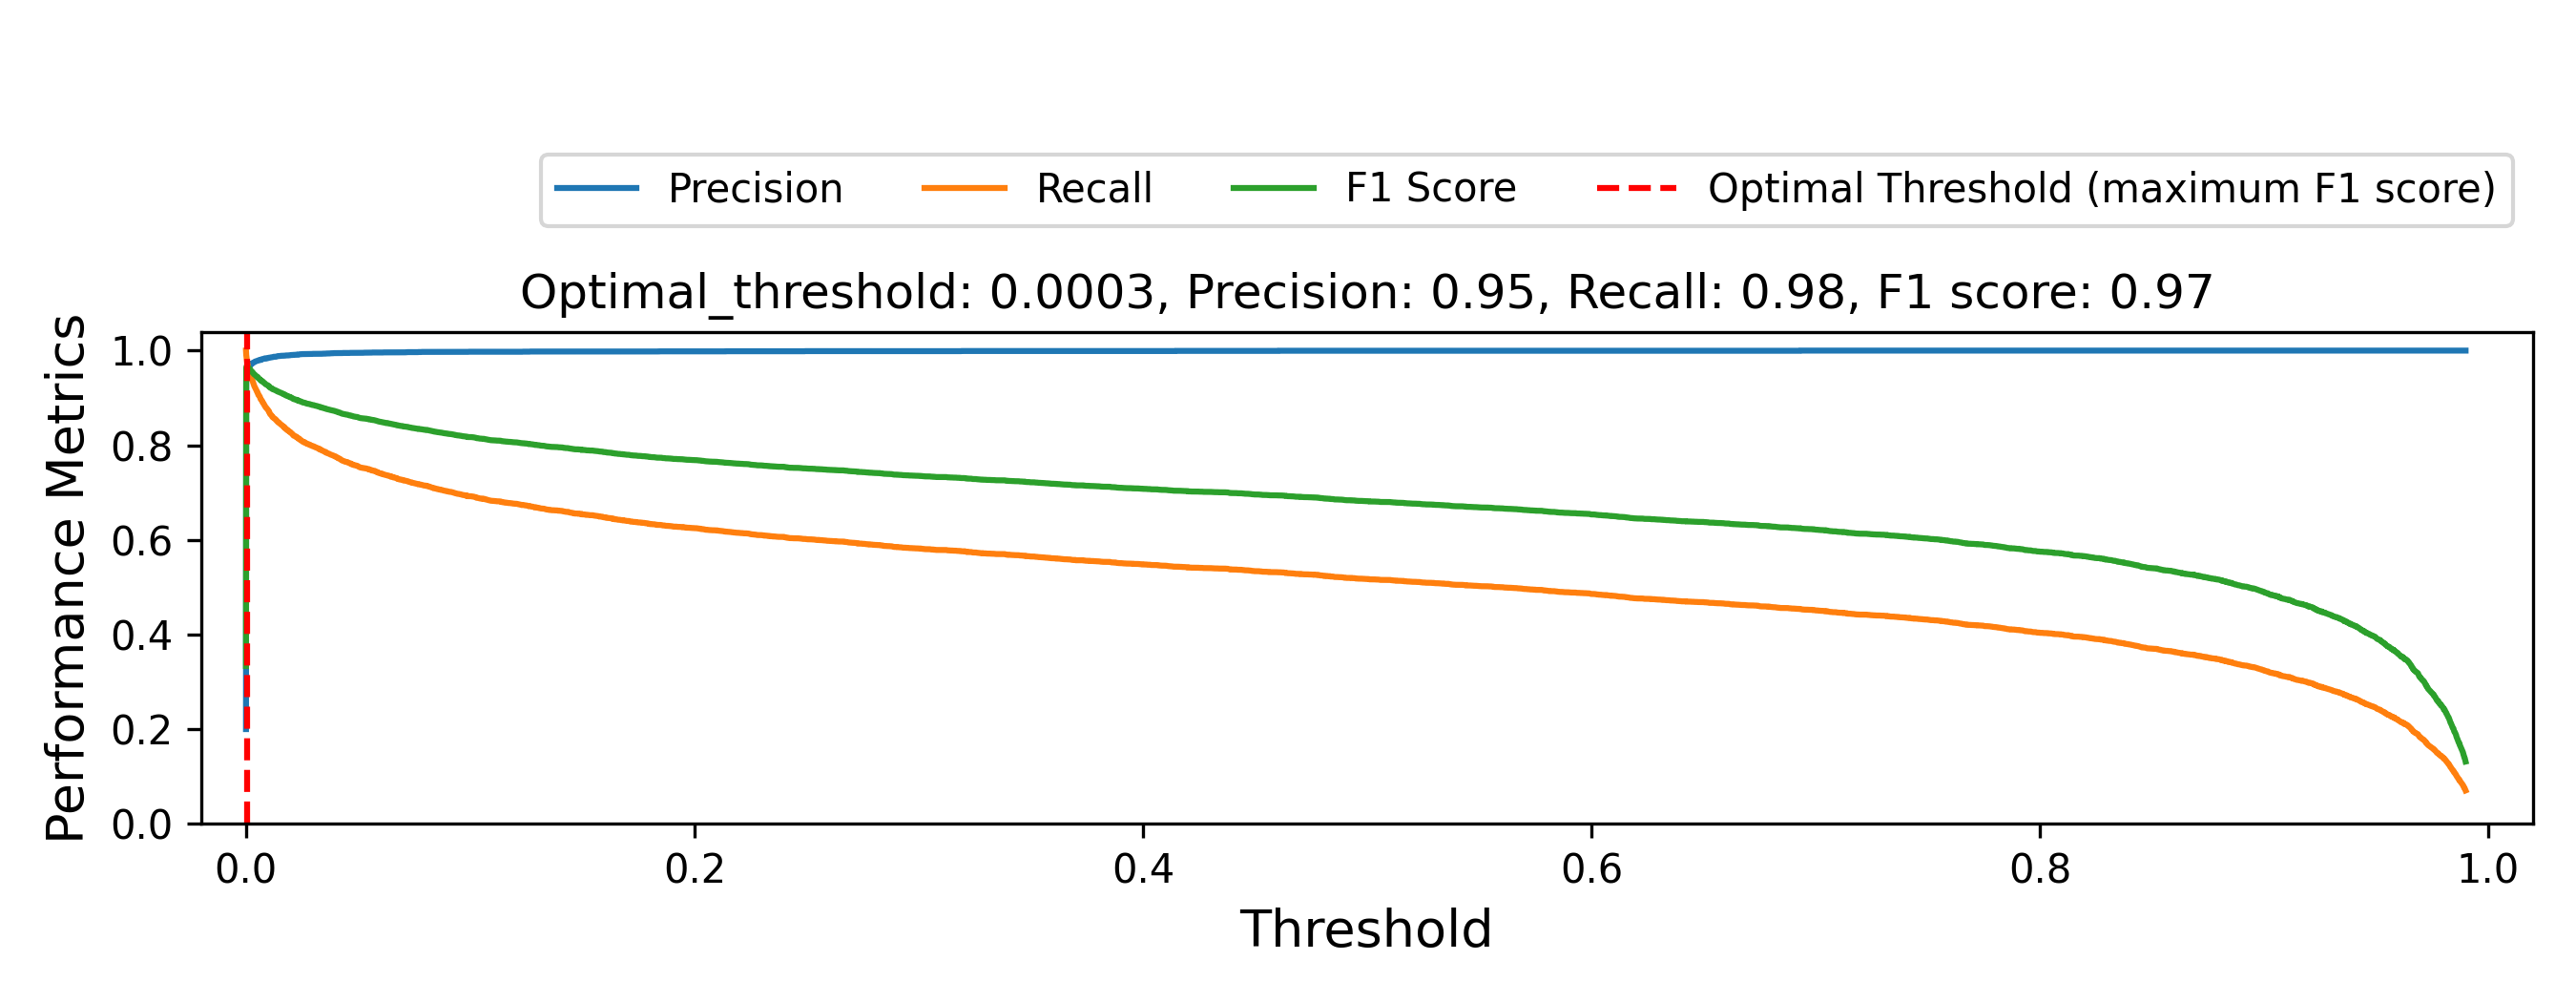 Precision Recall F1 Score Optimal Threshold (maximum F1 score)
Optimal_threshold: 0.0003, Precision: 0.95, Recall: 0.98, F1 score: 0.97
Performance Metrics
1.0
0.8
0.6
0.4
0.2
0.0
0.0 0.2 0.4 0.6 0.8 1.0
Threshold